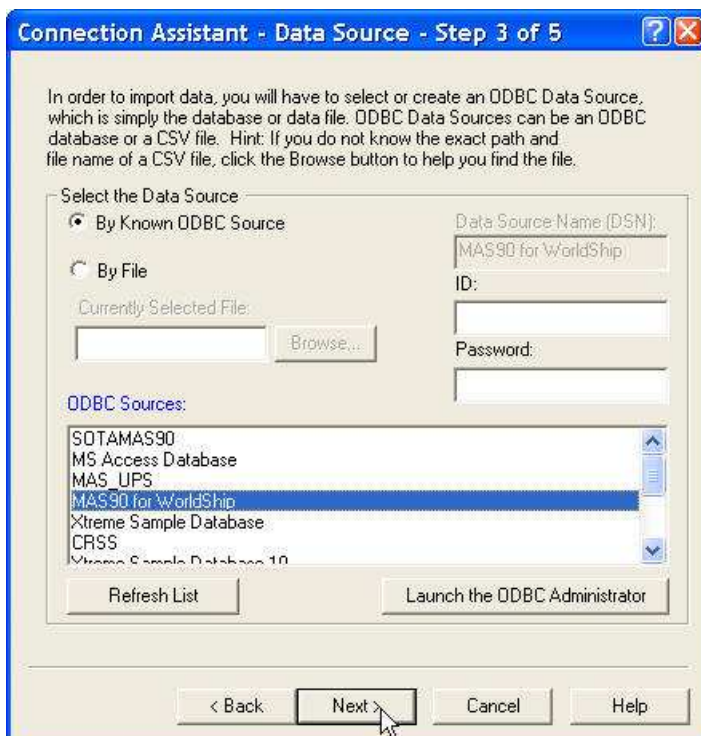 Connection Assistant - Data Source - Step 3 of 5
In order to import data, you will have to select or create an ODBC Data Source,
which is simply the database or data file. ODBC Data Sources can be an ODBC
database or a CSV file. Hint: If you do not know the exact path and
file name of a CSV file, click the Browse button to help you find the file.
Select the Data Source
By Known ODBC Source
By File
Currently Selected File:
Browse...
Data Source Name (DSN):
MAS90 for WorldShip
ID:
Password:
ODBC Sources:
SOTAMAS90
MS Access Database
MAS_UPS
MAS90 for WorldShip
Xtreme Sample Database
CRSS
Xtreme Sample Database 10
Refresh List
Launch the ODBC Administrator
< Back
Next >
Cancel
Help